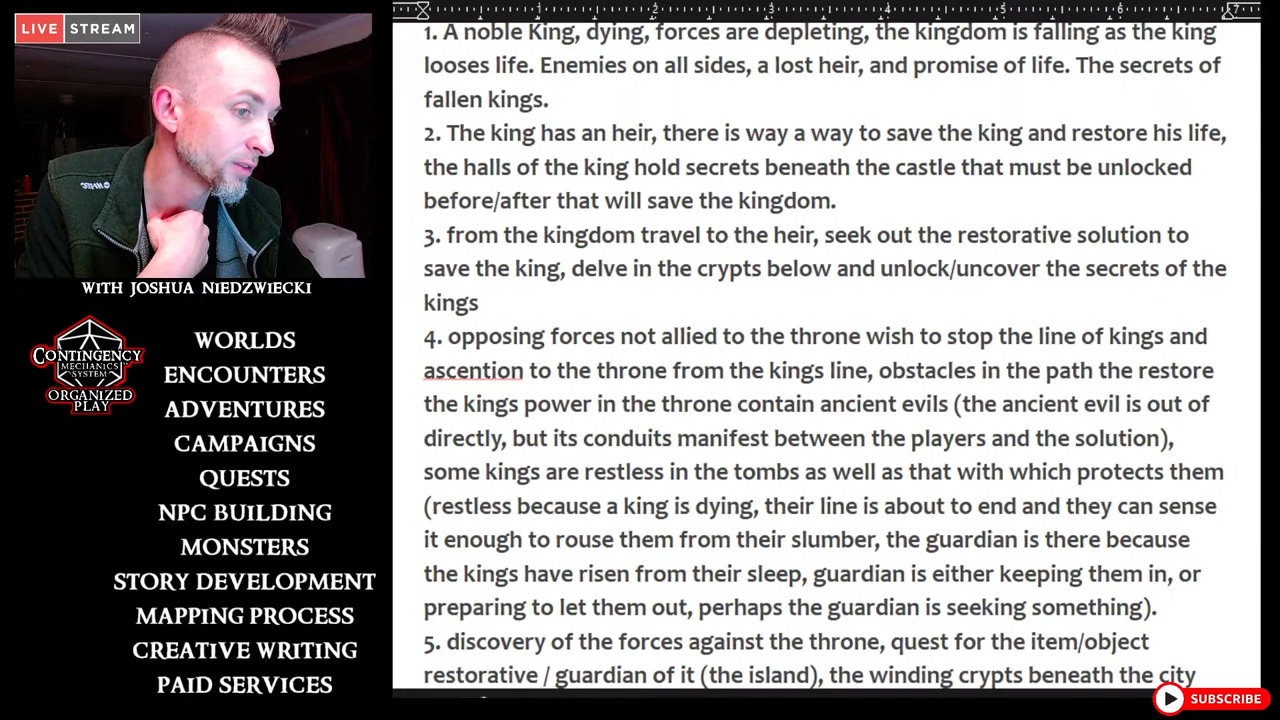 LIVE STREAM
WITH JOSHUA NIEDZWIECKI
CONTINGENCY
MECHANICS
SYSTEM
ORGANIZED
PLAY
WORLDS
ENCOUNTERS
ADVENTURES
CAMPAIGNS
QUESTS
NPC BUILDING
MONSTERS
STORY DEVELOPMENT
MAPPING PROCESS
CREATIVE WRITING
PAID SERVICES
1 2 3 4 5 6 7
1. A noble King, dying, forces are depleting, the kingdom is falling as the king
looses life. Enemies on all sides, a lost heir, and promise of life. The secrets of
fallen kings.
2. The king has an heir, there is way a way to save the king and restore his life,
the halls of the king hold secrets beneath the castle that must be unlocked
before/after that will save the kingdom.
3. from the kingdom travel to the heir, seek out the restorative solution to
save the king, delve in the crypts below and unlock/uncover the secrets of the
kings
4. opposing forces not allied to the throne wish to stop the line of kings and
ascention to the throne from the kings line, obstacles in the path the restore
the kings power in the throne contain ancient evils (the ancient evil is out of
directly, but its conduits manifest between the players and the solution),
some kings are restless in the tombs as well as that with which protects them
(restless because a king is dying, their line is about to end and they can sense
it enough to rouse them from their slumber, the guardian is there because
the kings have risen from their sleep, guardian is either keeping them in, or
preparing to let them out, perhaps the guardian is seeking something).
5. discovery of the forces against the throne, quest for the item/object
restorative / guardian of it (the island), the winding crypts beneath the city
SUBSCRIBE